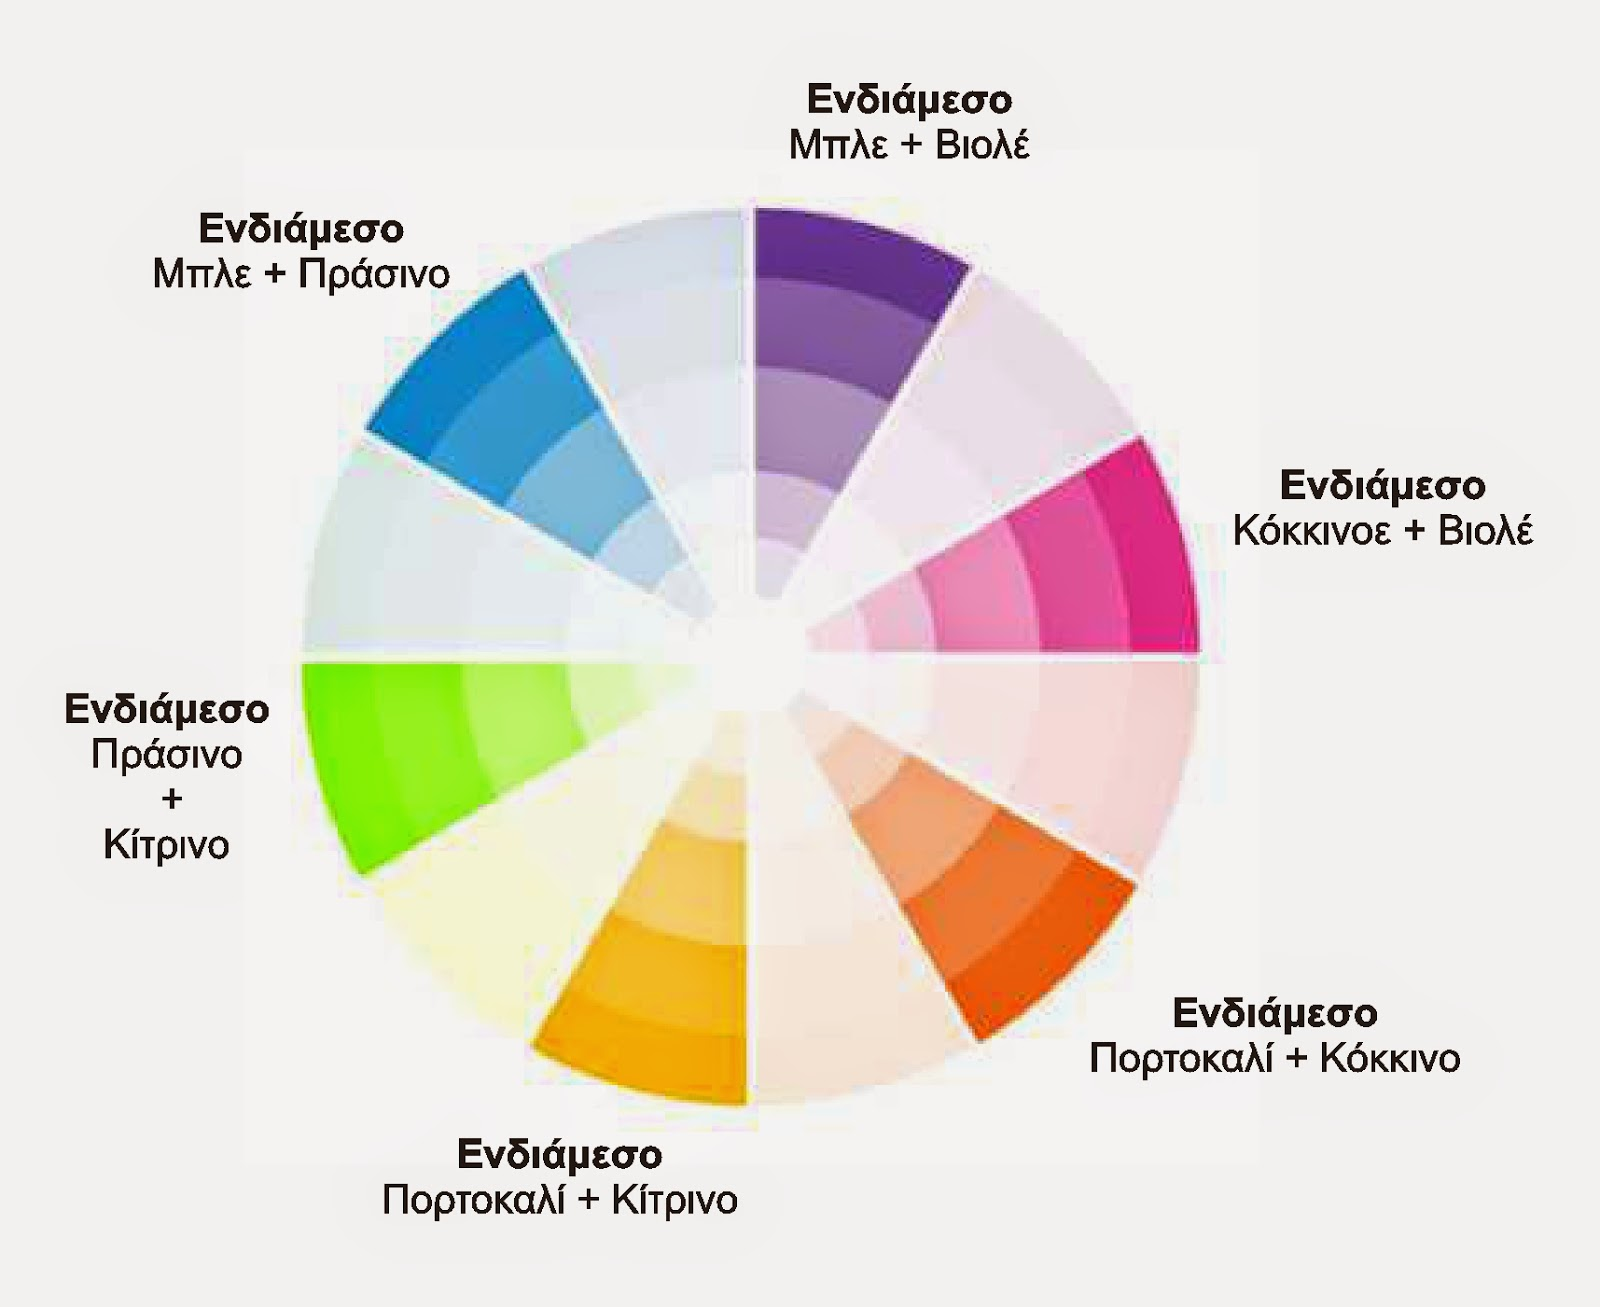 Ενδιάμεσο
Μπλε + Βιολέ
Ενδιάμεσο
Μπλε + Πράσινο
Ενδιάμεσο
Κόκκινοε + Βιολέ
Ενδιάμεσο
Πράσινο
+
Κίτρινο
Ενδιάμεσο
Πορτοκαλί + Κόκκινο
Ενδιάμεσο
Πορτοκαλί + Κίτρινο